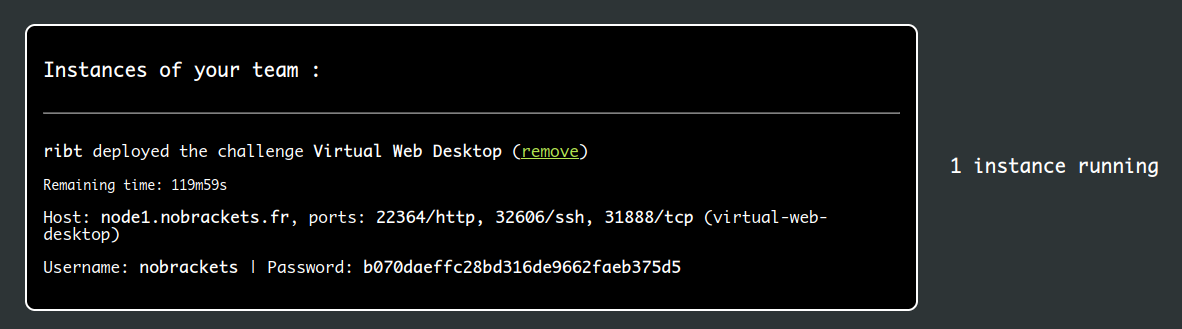 Instances of your team :
ribt deployed the challenge Virtual Web Desktop (remove)
Remaining time: 119m59s
Host: node1.nobrackets.fr, ports: 22364/http, 32606/ssh, 31888/tcp (virtual-web-
desktop)
Username: nobrackets | Password: b070daeffc28bd316de9662faeb375d5
1 instance running